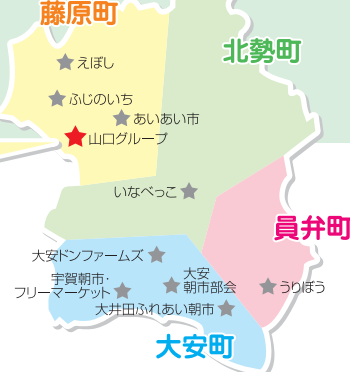 藤原町
北勢町
えぼし
ふじのいち
あいあい市
山口グループ
いなべっこ
員弁町
大安ドンファームズ
宇賀朝市・
フリーマーケット
大安
朝市部会
うりぼう
大井田ふれあい朝市
大安町